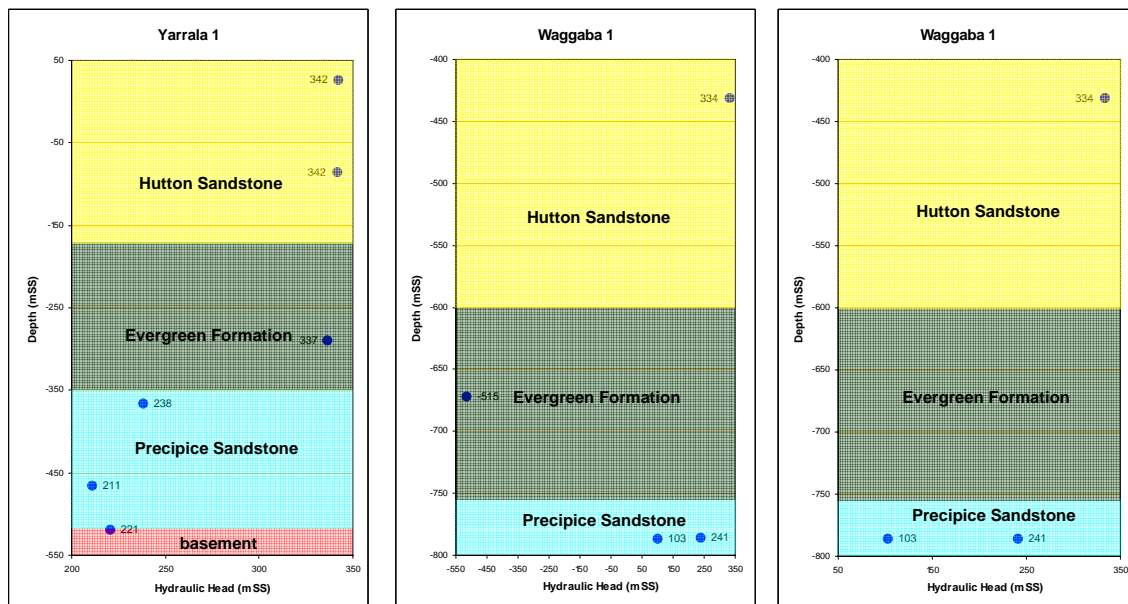 Yarrala 1
50
-50
-150
-250
-350
-450
-550
Depth (mSS)
342
342
Hutton Sandstone
Evergreen Formation
337
238
Precipice Sandstone
211
221
basement
200
250
300
350
Hydraulic Head (mSS)
Waggaba 1
-400
-450
-500
-550
-600
-650
-700
-750
-800
Depth (mSS)
334
Hutton Sandstone
-515
Evergreen Formation
Precipice Sandstone
103
241
-550
-450
-350
-250
-150
-50
50
150
250
350
Hydraulic Head (mSS)
Waggaba 1
-400
-450
-500
-550
-600
-650
-700
-750
-800
Depth (mSS)
334
Hutton Sandstone
Evergreen Formation
Precipice Sandstone
103
241
50
150
250
350
Hydraulic Head (mSS)